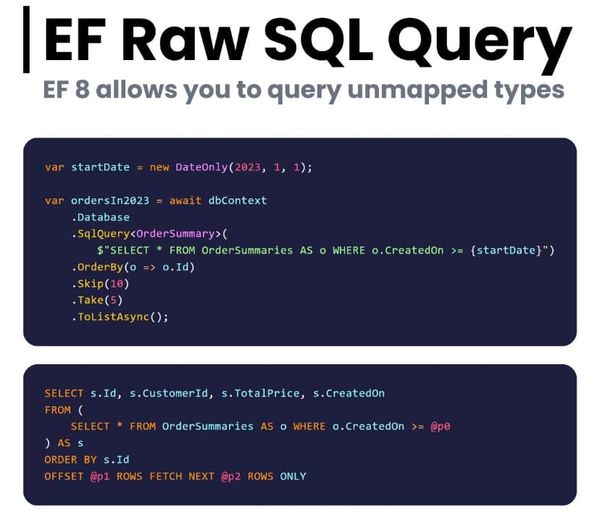 EF Raw SQL Query
EF 8 allows you to query unmapped types
var startDate = new DateOnly(2023, 1, 1);
var ordersIn2023 = await dbContext
    .Database
    .SqlQuery<OrderSummary>(
        $"SELECT * FROM OrderSummaries AS o WHERE o.CreatedOn >= {startDate}")
    .OrderBy(o => o.Id)
    .Skip(10)
    .Take(5)
    .ToListAsync();
SELECT s.Id, s.CustomerId, s.TotalPrice, s.CreatedOn
FROM (
    SELECT * FROM OrderSummaries AS o WHERE o.CreatedOn >= @p0
) AS s
ORDER BY s.Id
OFFSET @p1 ROWS FETCH NEXT @p2 ROWS ONLY